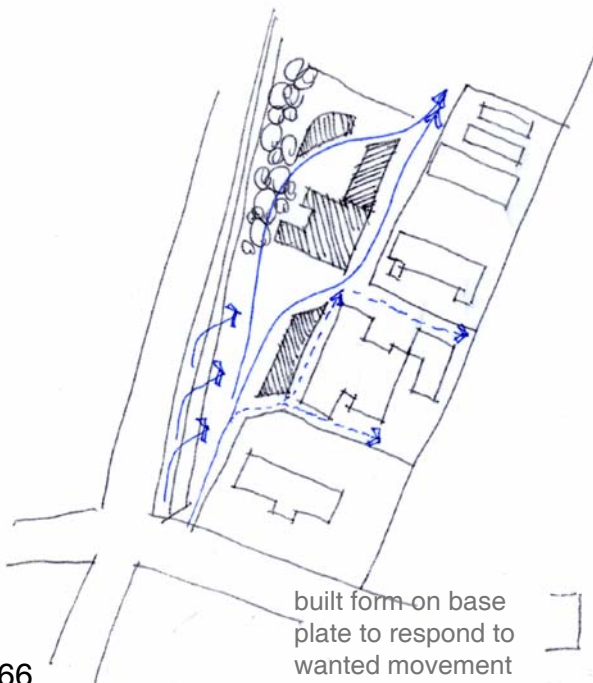 built form on base
plate to respond to
wanted movement
66